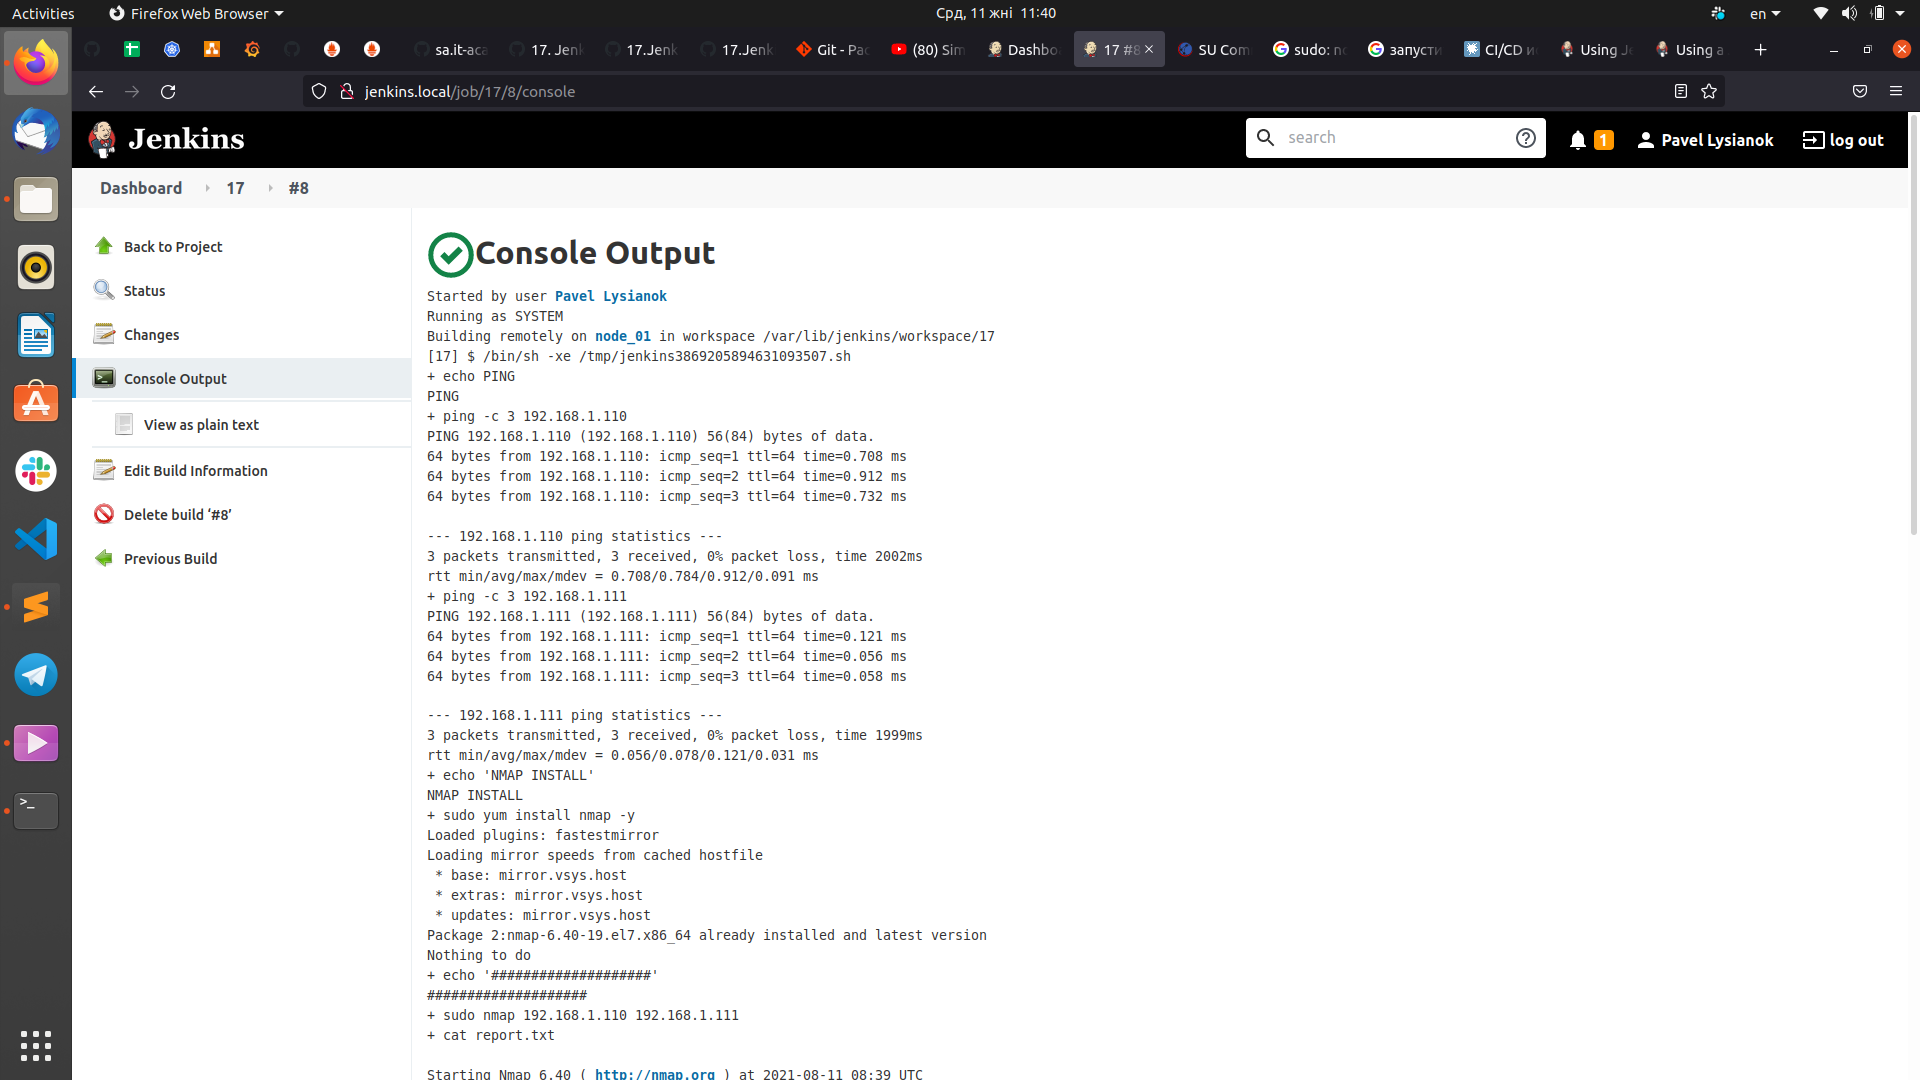 Activities
Firefox Web Browser
Срд, 11 жні 11:40
en
sa.it-aca
17. Jenk
17.Jenk
17.Jenk
Git - Pac
(80) Sim
Dashbo
17 #8
SU Com
sudo: no
запусти
CI/CD и
Using Je
Using a
jenkins.local/job/17/8/console
Jenkins
search
1
Pavel Lysianok
log out
Dashboard
17
#8
Back to Project
Status
Changes
Console Output
View as plain text
Edit Build Information
Delete build ‘#8’
Previous Build
Console Output
Started by user Pavel Lysianok
Running as SYSTEM
Building remotely on node_01 in workspace /var/lib/jenkins/workspace/17
[17] $ /bin/sh -xe /tmp/jenkins3869205894631093507.sh
+ echo PING
PING
+ ping -c 3 192.168.1.110
PING 192.168.1.110 (192.168.1.110) 56(84) bytes of data.
64 bytes from 192.168.1.110: icmp_seq=1 ttl=64 time=0.708 ms
64 bytes from 192.168.1.110: icmp_seq=2 ttl=64 time=0.912 ms
64 bytes from 192.168.1.110: icmp_seq=3 ttl=64 time=0.732 ms
--- 192.168.1.110 ping statistics ---
3 packets transmitted, 3 received, 0% packet loss, time 2002ms
rtt min/avg/max/mdev = 0.708/0.784/0.912/0.091 ms
+ ping -c 3 192.168.1.111
PING 192.168.1.111 (192.168.1.111) 56(84) bytes of data.
64 bytes from 192.168.1.111: icmp_seq=1 ttl=64 time=0.121 ms
64 bytes from 192.168.1.111: icmp_seq=2 ttl=64 time=0.056 ms
64 bytes from 192.168.1.111: icmp_seq=3 ttl=64 time=0.058 ms
--- 192.168.1.111 ping statistics ---
3 packets transmitted, 3 received, 0% packet loss, time 1999ms
rtt min/avg/max/mdev = 0.056/0.078/0.121/0.031 ms
+ echo 'NMAP INSTALL'
NMAP INSTALL
+ sudo yum install nmap -y
Loaded plugins: fastestmirror
Loading mirror speeds from cached hostfile
* base: mirror.vsys.host
* extras: mirror.vsys.host
* updates: mirror.vsys.host
Package 2:nmap-6.40-19.el7.x86_64 already installed and latest version
Nothing to do
+ echo '####################'
####################
+ sudo nmap 192.168.1.110 192.168.1.111
+ cat report.txt
Starting Nmap 6.40 ( http://nmap.org ) at 2021-08-11 08:39 UTC